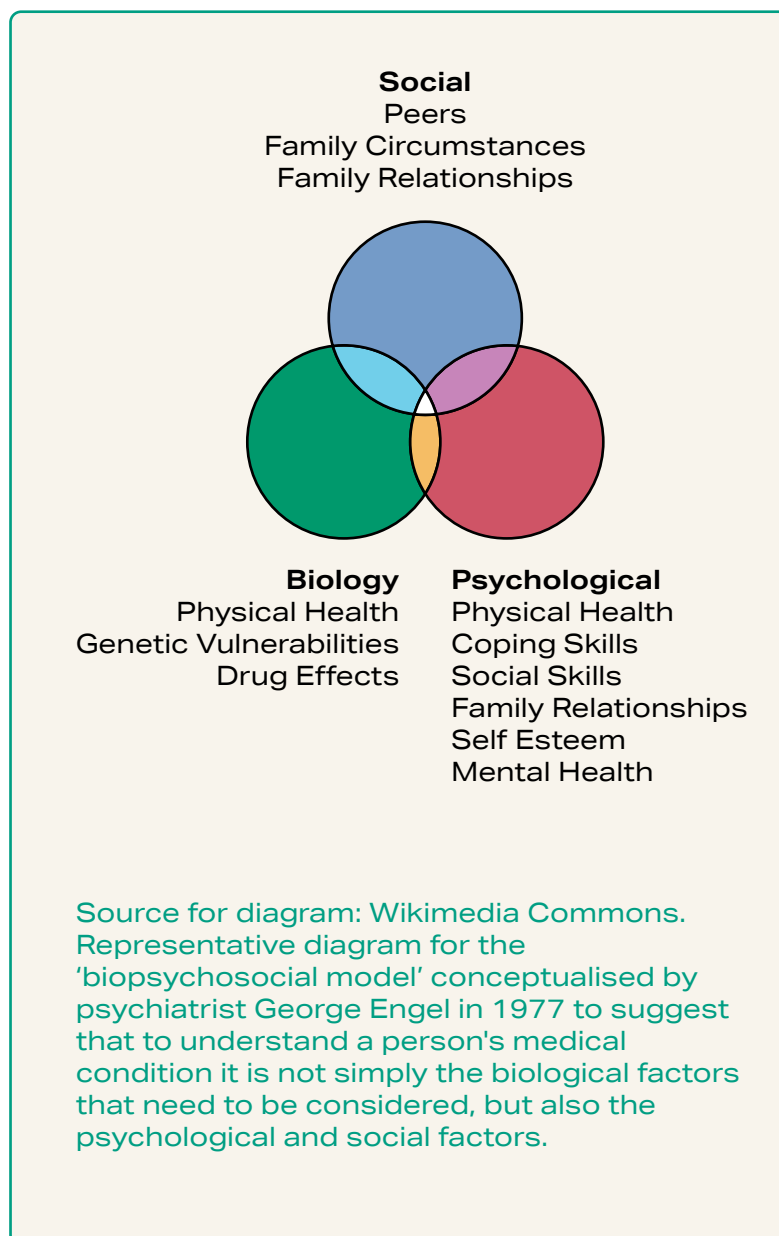 Social
Peers
Family Circumstances
Family Relationships
Biology
Physical Health
Genetic Vulnerabilities
Drug Effects
Psychological
Physical Health
Coping Skills
Social Skills
Family Relationships
Self Esteem
Mental Health
Source for diagram: Wikimedia Commons.
Representative diagram for the
‘biopsychosocial model’ conceptualised by
psychiatrist George Engel in 1977 to suggest
that to understand a person's medical
condition it is not simply the biological factors
that need to be considered, but also the
psychological and social factors.